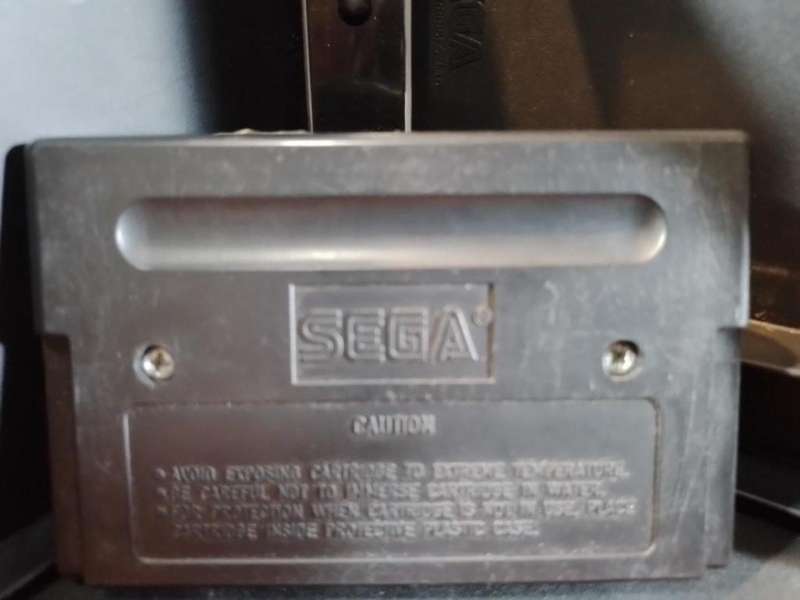 SEGA®
CAUTION
• AVOID EXPOSING CARTRIDGE TO EXTREME TEMPERATURE.
• BE CAREFUL NOT TO IMMERSE CARTRIDGE IN WATER.
• FOR PROTECTION WHEN CARTRIDGE IS NOT IN USE, PLACE
CARTRIDGE INSIDE PROTECTIVE PLASTIC CASE.